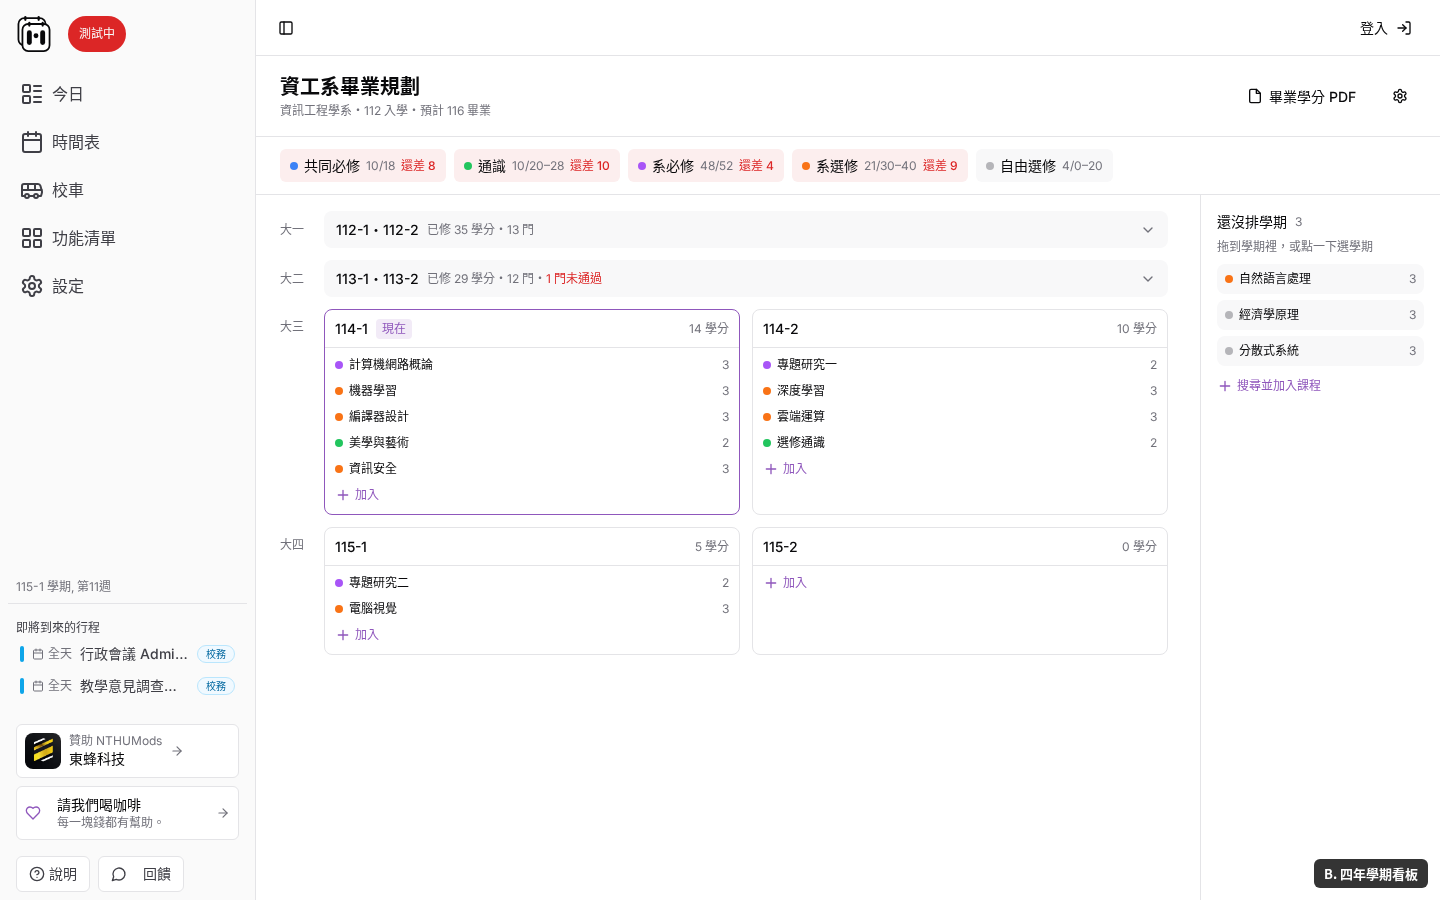 測試中
今日
時間表
校車
功能清單
設定
115-1 學期, 第11週
即將到來的行程
全天 行政會議 Admi... 校務
全天 教學意見調查... 校務
贊助 NTHUMods
東蜂科技
請我們喝咖啡
每一塊錢都有幫助。
說明 回饋
登入
資工系畢業規劃
資訊工程學系・112 入學・預計 116 畢業
畢業學分 PDF
共同必修 10/18 還差 8 通識 10/20–28 還差 10 系必修 48/52 還差 4 系選修 21/30–40 還差 9 自由選修 4/0–20
大一 112-1・112-2 已修 35 學分・13 門
大二 113-1・113-2 已修 29 學分・12 門・1 門未通過
大三
114-1 現在 14 學分
計算機網路概論 3
機器學習 3
編譯器設計 3
美學與藝術 2
資訊安全 3
加入
114-2 10 學分
專題研究一 2
深度學習 3
雲端運算 3
選修通識 2
加入
大四
115-1 5 學分
專題研究二 2
電腦視覺 3
加入
115-2 0 學分
加入
還沒排學期 3
拖到學期裡，或點一下選學期
自然語言處理 3
經濟學原理 3
分散式系統 3
搜尋並加入課程
B. 四年學期看板